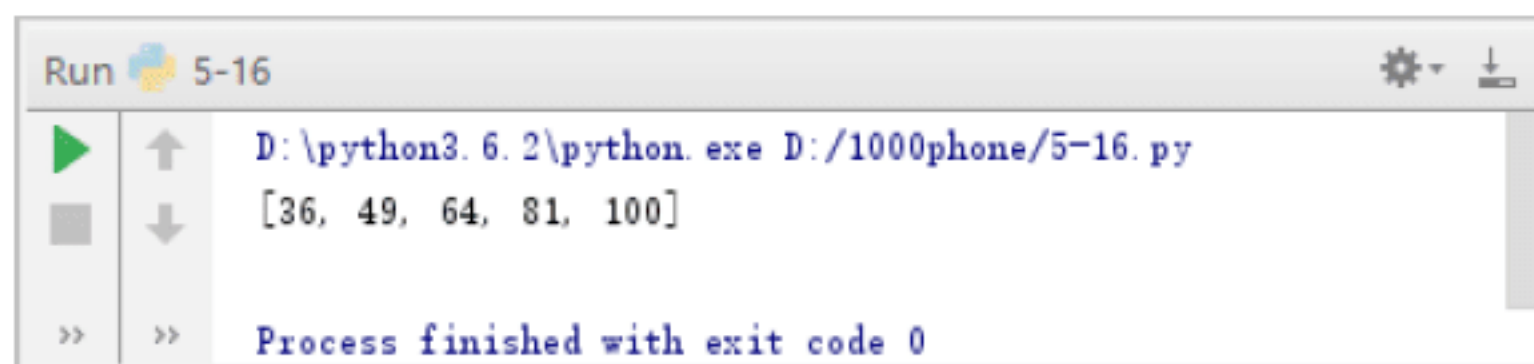 Run 5-16
D:\python3.6.2\python.exe D:/1000phone/5-16.py
[36, 49, 64, 81, 100]
Process finished with exit code 0